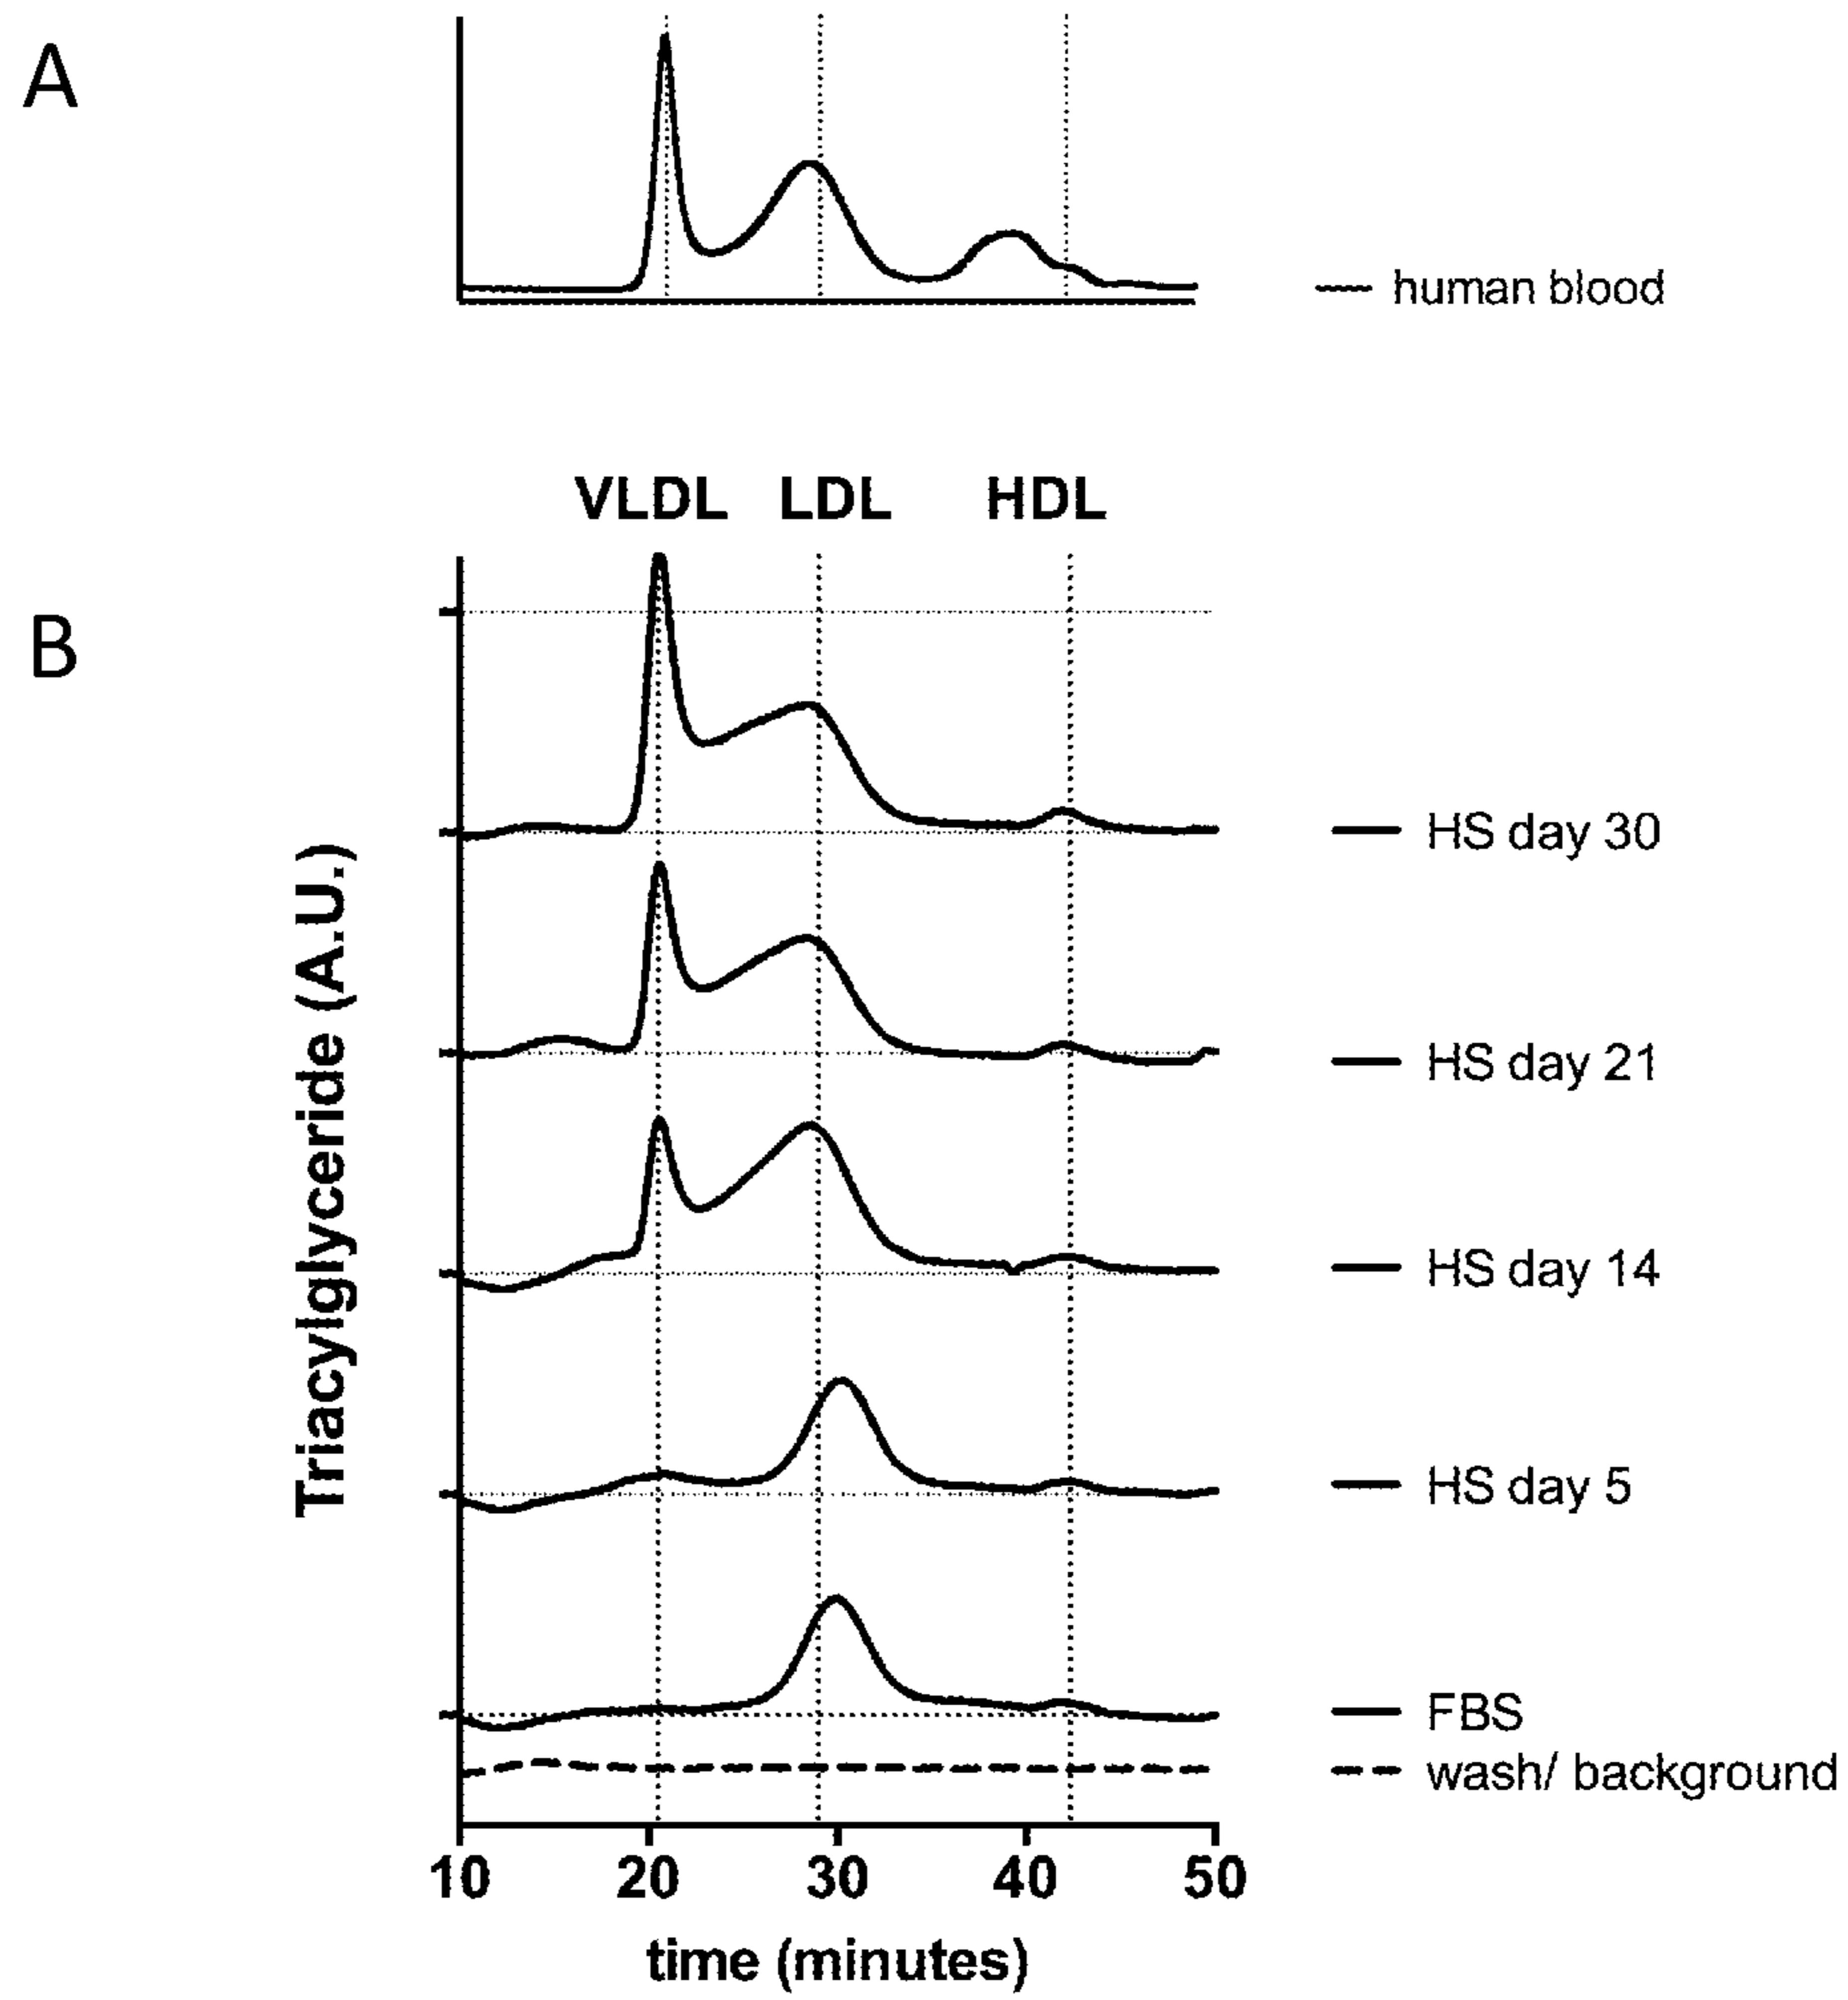 A
human blood
VLDL LDL HDL
B
Triacylglyceride (A.U.)
HS day 30
HS day 21
HS day 14
HS day 5
FBS
wash/ background
10 20 30 40 50
time (minutes)